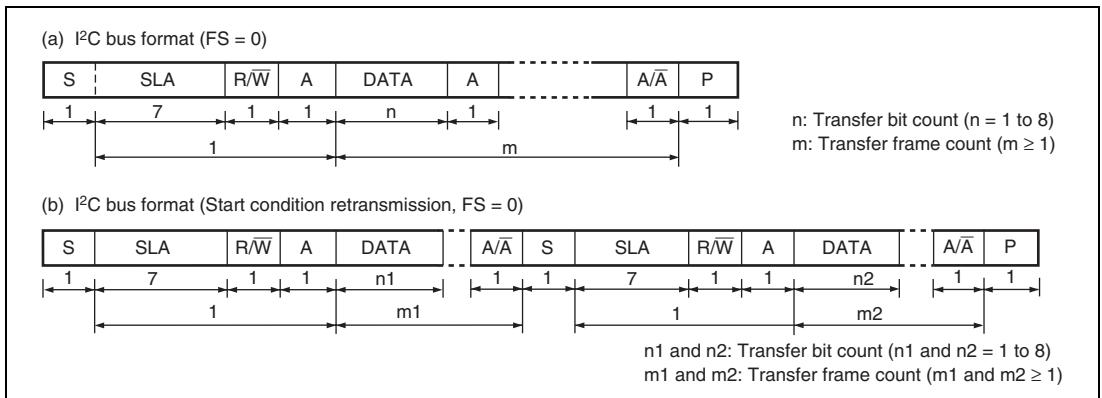 (a) I²C bus format (FS = 0)
S SLA R/W̅ A DATA A A/A̅ P
1 7 1 1 n 1 1 1
1 m
n: Transfer bit count (n = 1 to 8)
m: Transfer frame count (m ≥ 1)
(b) I²C bus format (Start condition retransmission, FS = 0)
S SLA R/W̅ A DATA A/A̅ S SLA R/W̅ A DATA A/A̅ P
1 7 1 1 n1 1 1 7 1 1 n2 1 1
1 m1 1 m2
n1 and n2: Transfer bit count (n1 and n2 = 1 to 8)
m1 and m2: Transfer frame count (m1 and m2 ≥ 1)